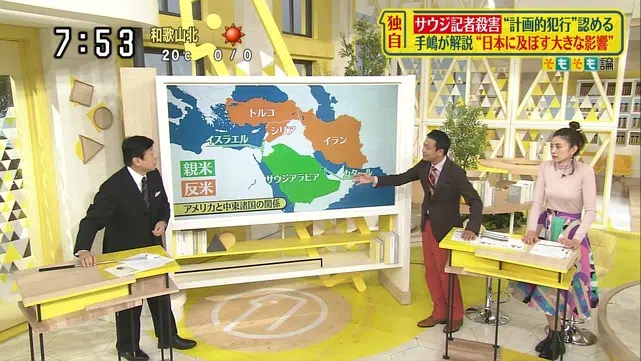 7:53
和歌山北
20℃ 0/0
独自
サウジ記者殺害 “計画的犯行”認める
手嶋が解説 “日本に及ぼす大きな影響”
そもそも論
トルコ
シリア
イスラエル
イラン
サウジアラビア
カタール
親米
反米
アメリカと中東諸国の関係